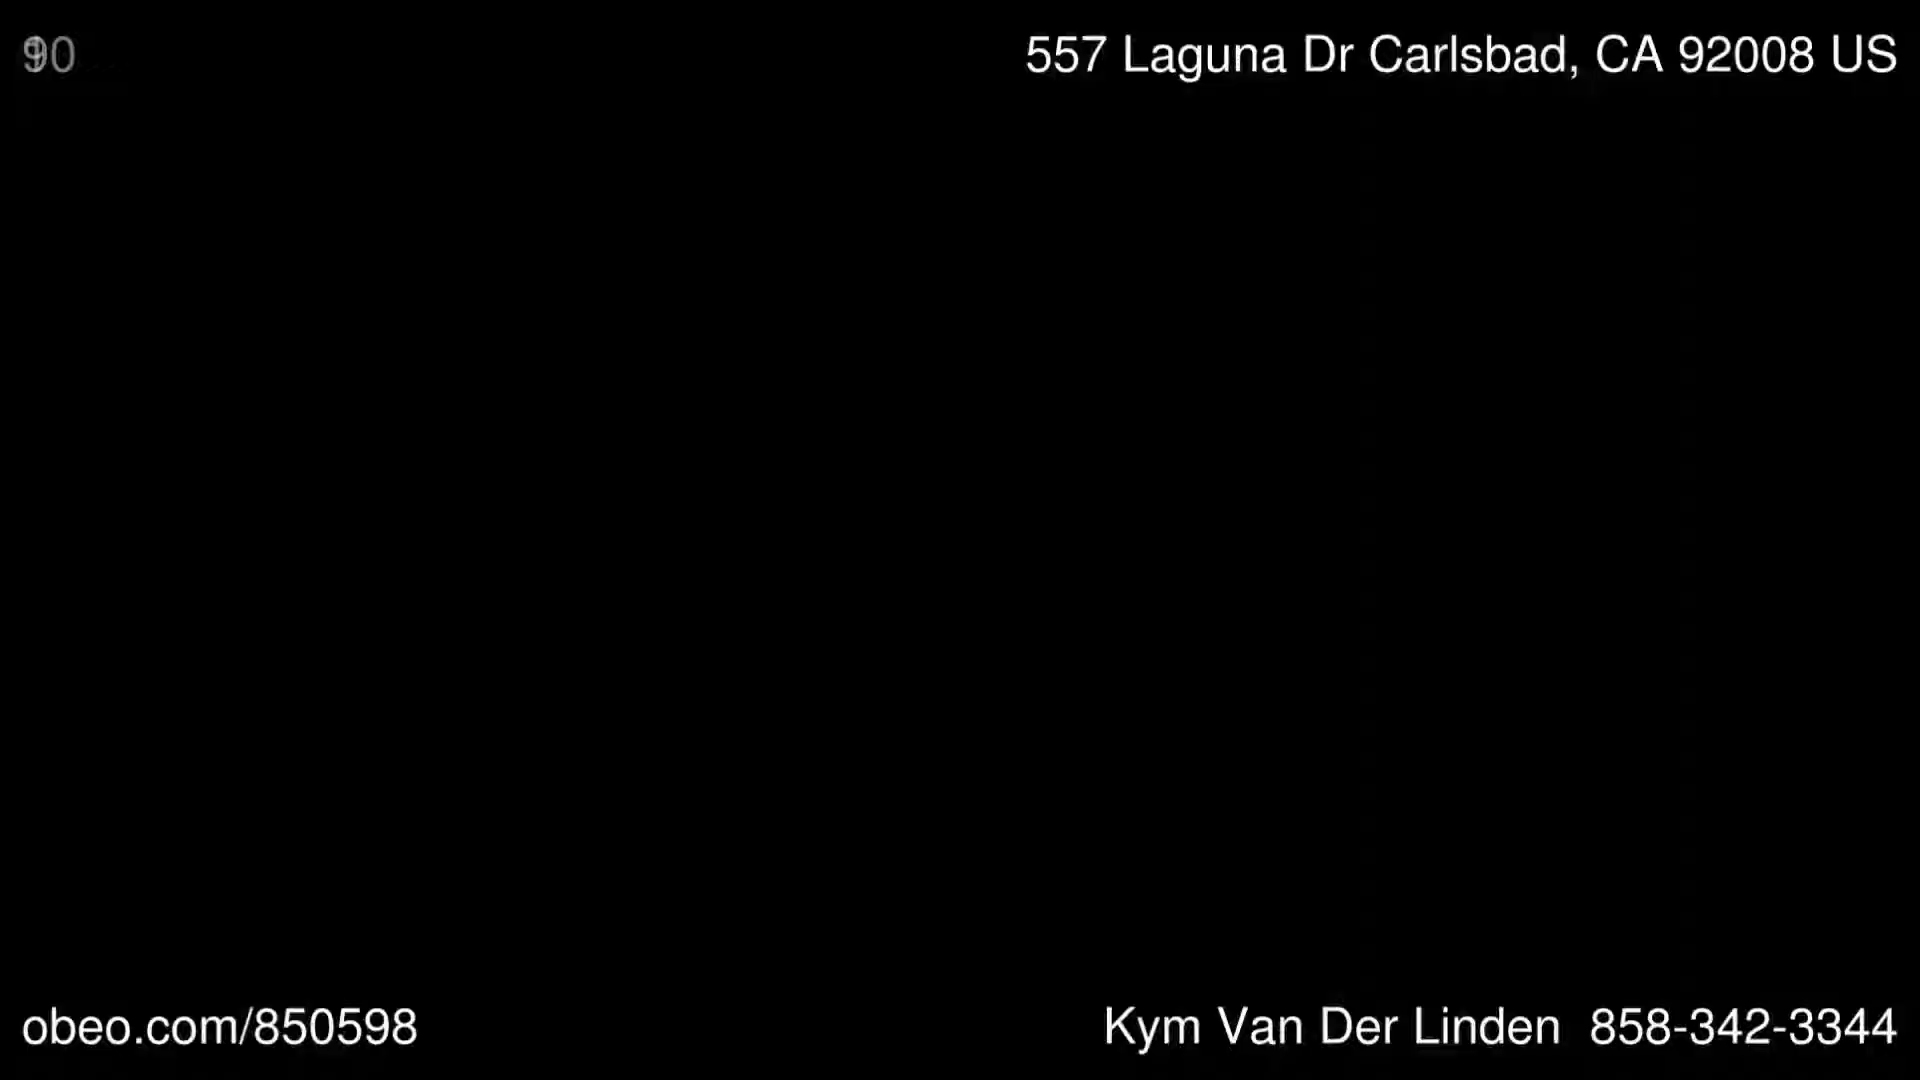 557 Laguna Dr Carlsbad, CA 92008 US
obeo.com/850598
Kym Van Der Linden 858-342-3344